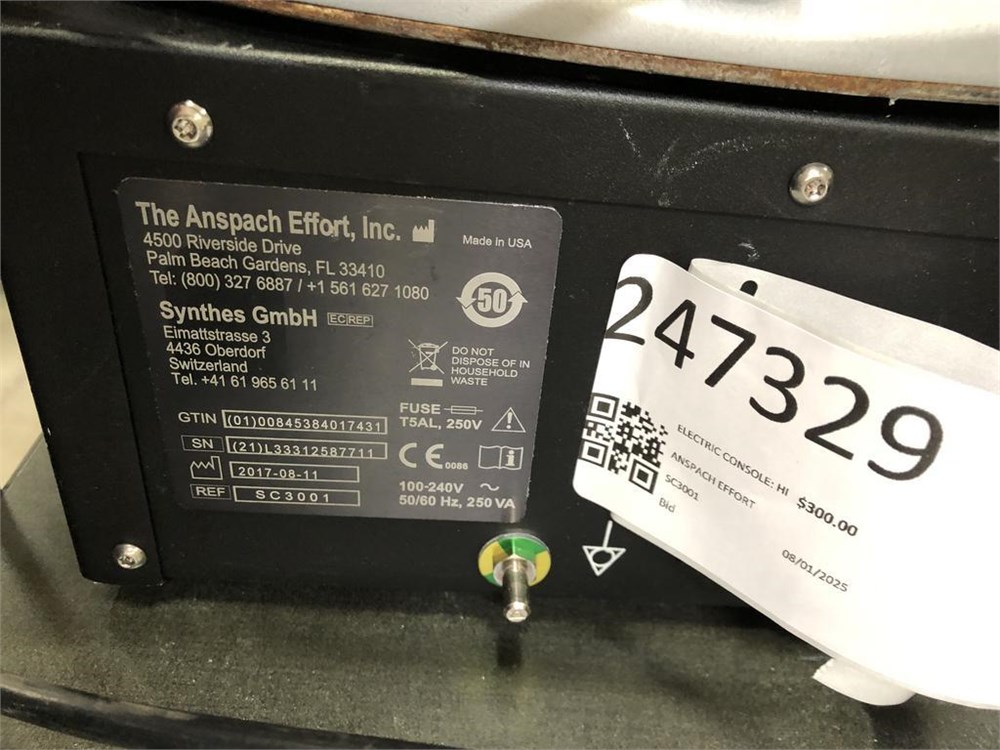 The Anspach Effort, Inc.
4500 Riverside Drive
Palm Beach Gardens, FL 33410
Tel: (800) 327 6887 / +1 561 627 1080
Made in USA
50
Synthes GmbH EC REP
Eimattstrasse 3
4436 Oberdorf
Switzerland
Tel. +41 61 965 61 11
DO NOT
DISPOSE OF IN
HOUSEHOLD
WASTE
GTIN (01)00845384017431
SN (21)L33312587711
2017-08-11
REF SC3001
FUSE
T5AL, 250V
CE 0086
i
100-240V ~
50/60 Hz, 250 VA
247329
ELECTRIC CONSOLE: HI $300.00
ANSPACH EFFORT
SC3001
Bid
08/01/2025